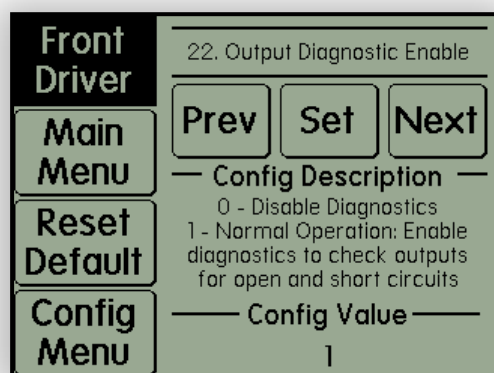 Front
Driver
Main
Menu
Reset
Default
Config
Menu
22. Output Diagnostic Enable
Prev Set Next
Config Description
0 - Disable Diagnostics
1 - Normal Operation: Enable
diagnostics to check outputs
for open and short circuits
Config Value
1